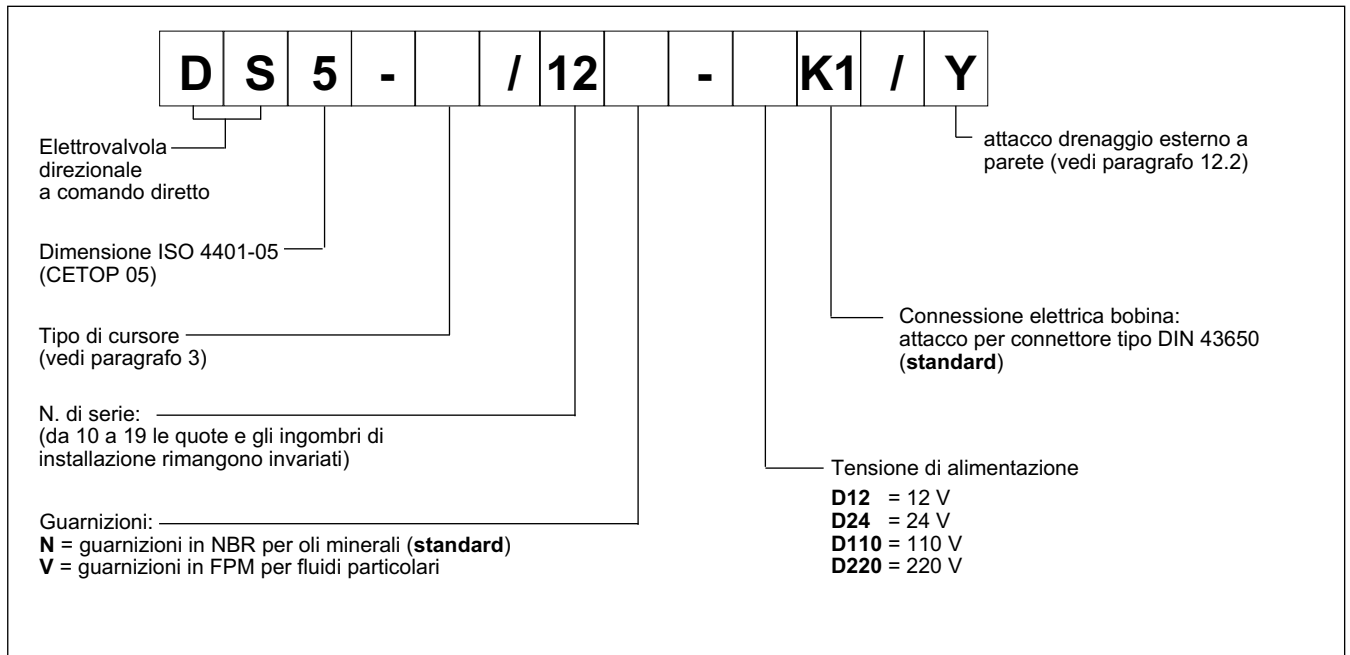 D S 5 - / 12 - K1 / Y
Elettrovalvola
direzionale
a comando diretto
Dimensione ISO 4401-05
(CETOP 05)
Tipo di cursore
(vedi paragrafo 3)
N. di serie:
(da 10 a 19 le quote e gli ingombri di
installazione rimangono invariati)
Guarnizioni:
N = guarnizioni in NBR per oli minerali (standard)
V = guarnizioni in FPM per fluidi particolari
attacco drenaggio esterno a
parete (vedi paragrafo 12.2)
Connessione elettrica bobina:
attacco per connettore tipo DIN 43650
(standard)
Tensione di alimentazione
D12 = 12 V
D24 = 24 V
D110 = 110 V
D220 = 220 V